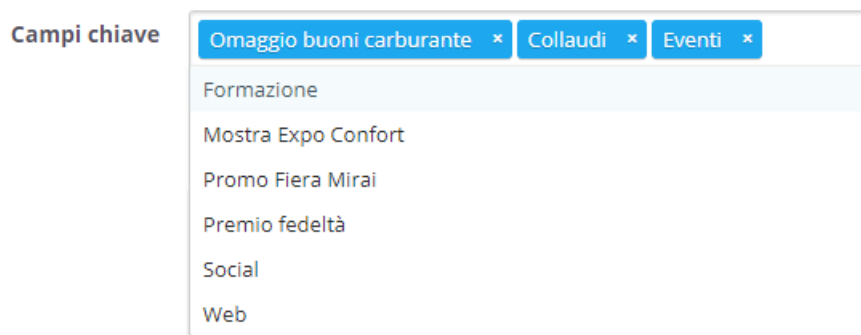 Campi chiave Omaggio buoni carburante × Collaudi × Eventi ×
Formazione
Mostra Expo Confort
Promo Fiera Mirai
Premio fedeltà
Social
Web